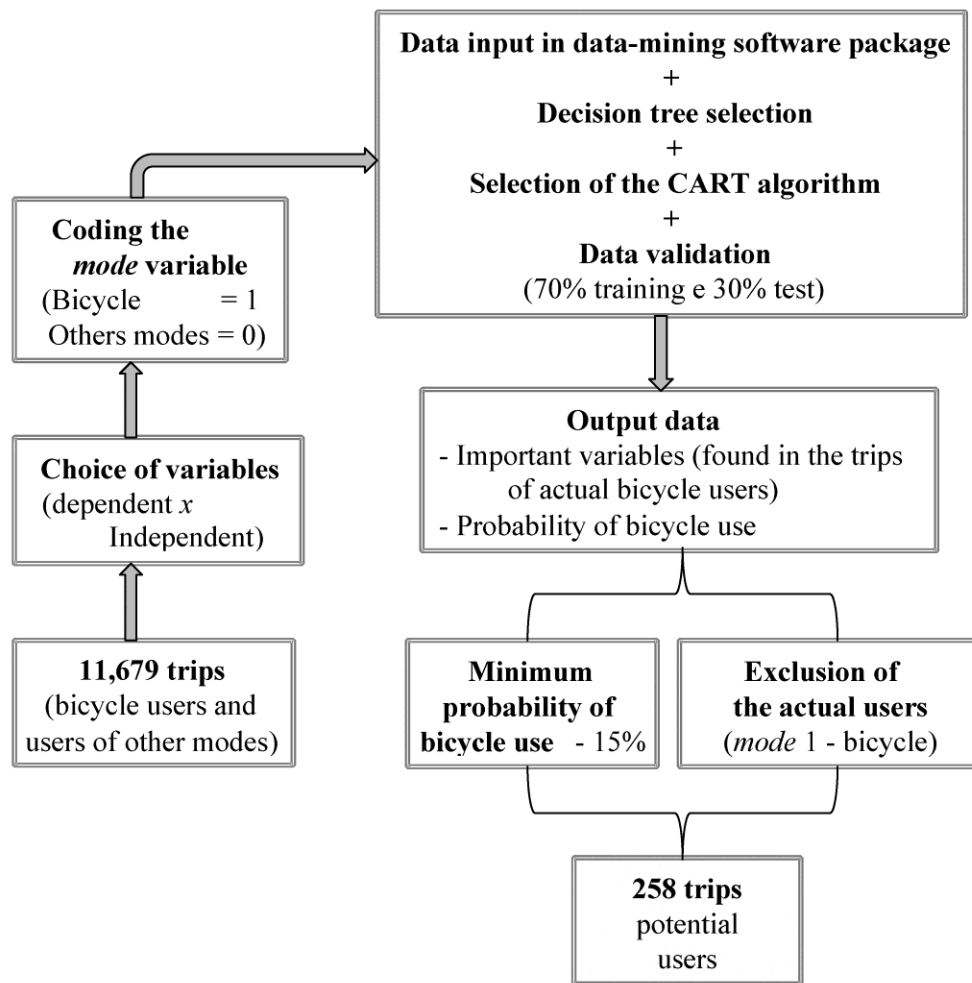 11,679 trips
(bicycle users and
users of other modes)
Choice of variables
(dependent x
Independent)
Coding the
mode variable
(Bicycle = 1
Others modes = 0)
Data input in data-mining software package
+
Decision tree selection
+
Selection of the CART algorithm
+
Data validation
(70% training e 30% test)
Output data
- Important variables (found in the trips
of actual bicycle users)
- Probability of bicycle use
Minimum
probability of
bicycle use - 15%
Exclusion of
the actual users
(mode 1 - bicycle)
258 trips
potential
users